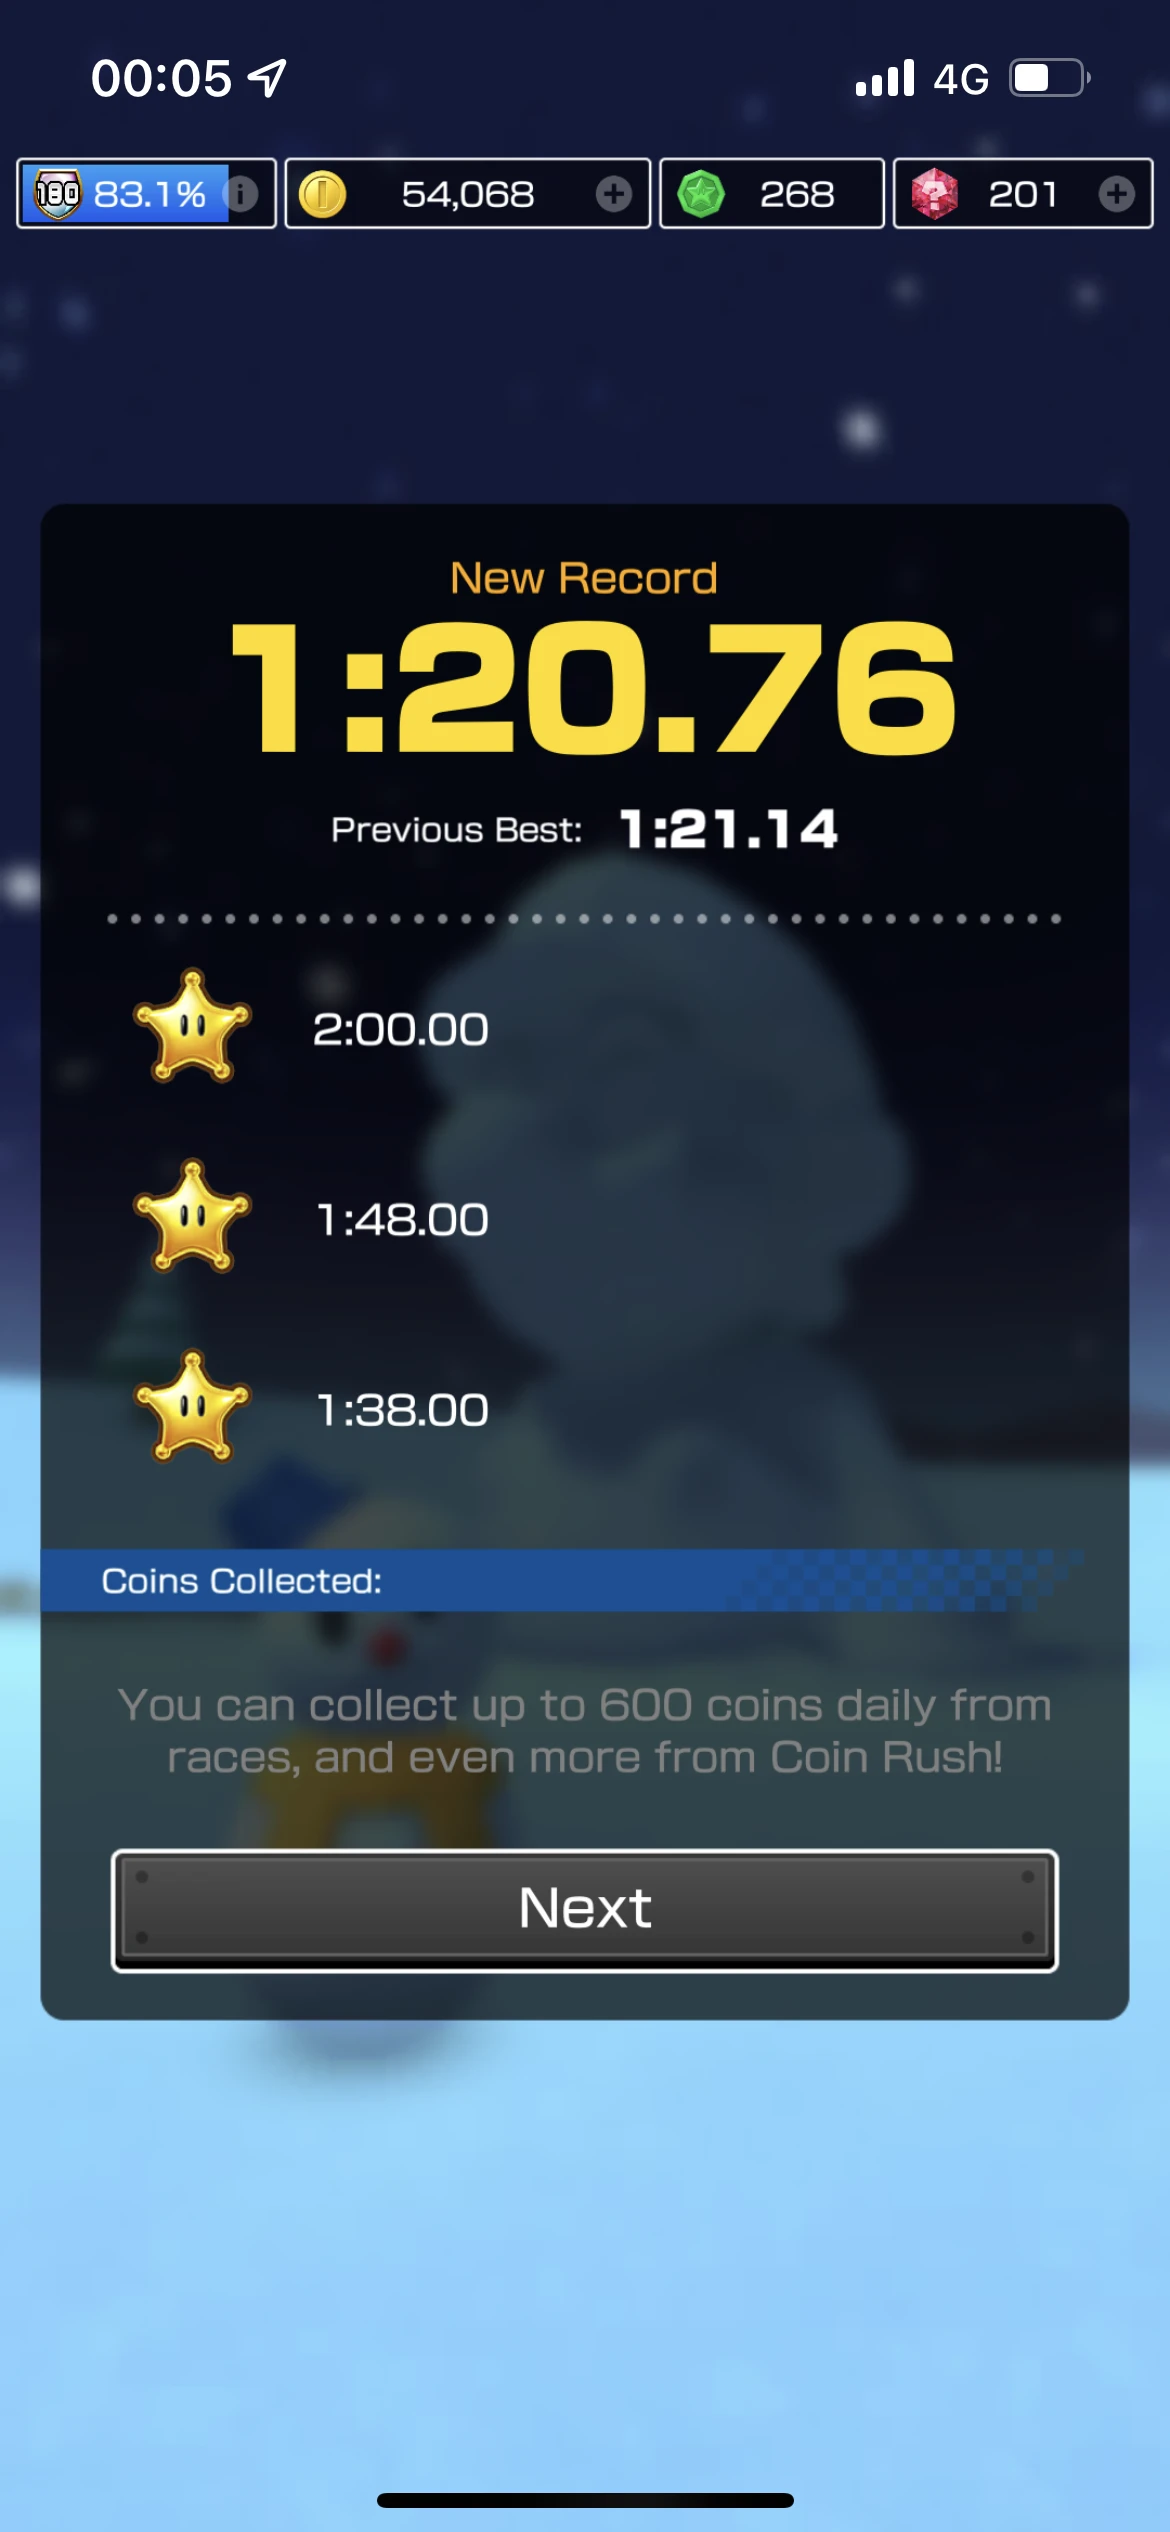 00:05
4G
180 83.1% i
54,068 +
268
201 +
New Record
1:20.76
Previous Best: 1:21.14
2:00.00
1:48.00
1:38.00
Coins Collected:
You can collect up to 600 coins daily from
races, and even more from Coin Rush!
Next